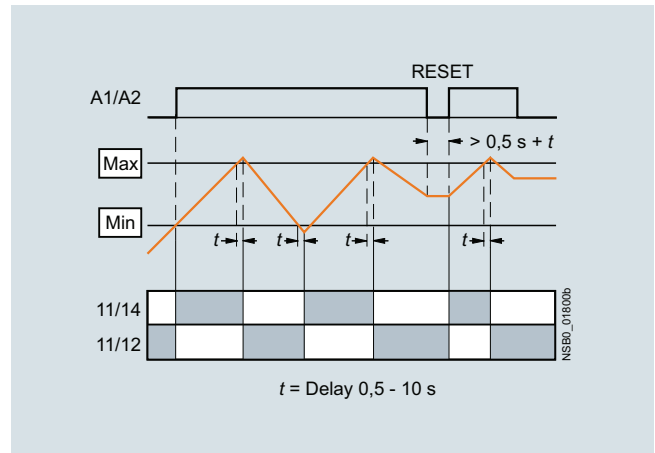 RESET
A1/A2
> 0,5 s + t
Max
Min
t t t t
11/14
11/12
NSB0_01800b
t = Delay 0,5 - 10 s